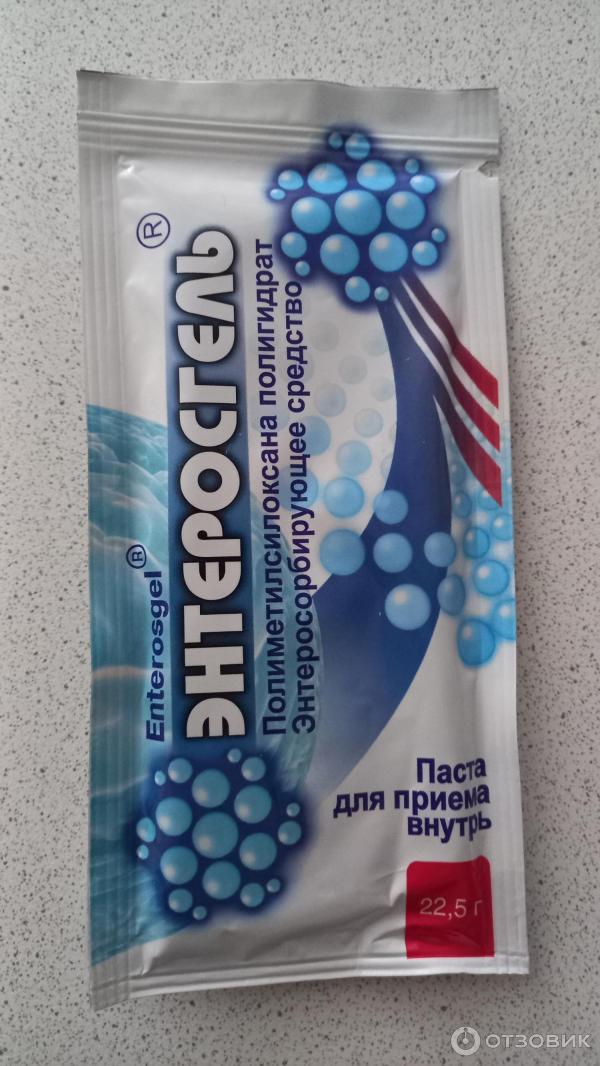 Enterosgel®
ЭНТЕРОСГЕЛЬ®
Полиметилсилоксана полигидрат
Энтеросорбирующее средство
Паста
для приема
внутрь
22,5 г
ОТЗОВИК